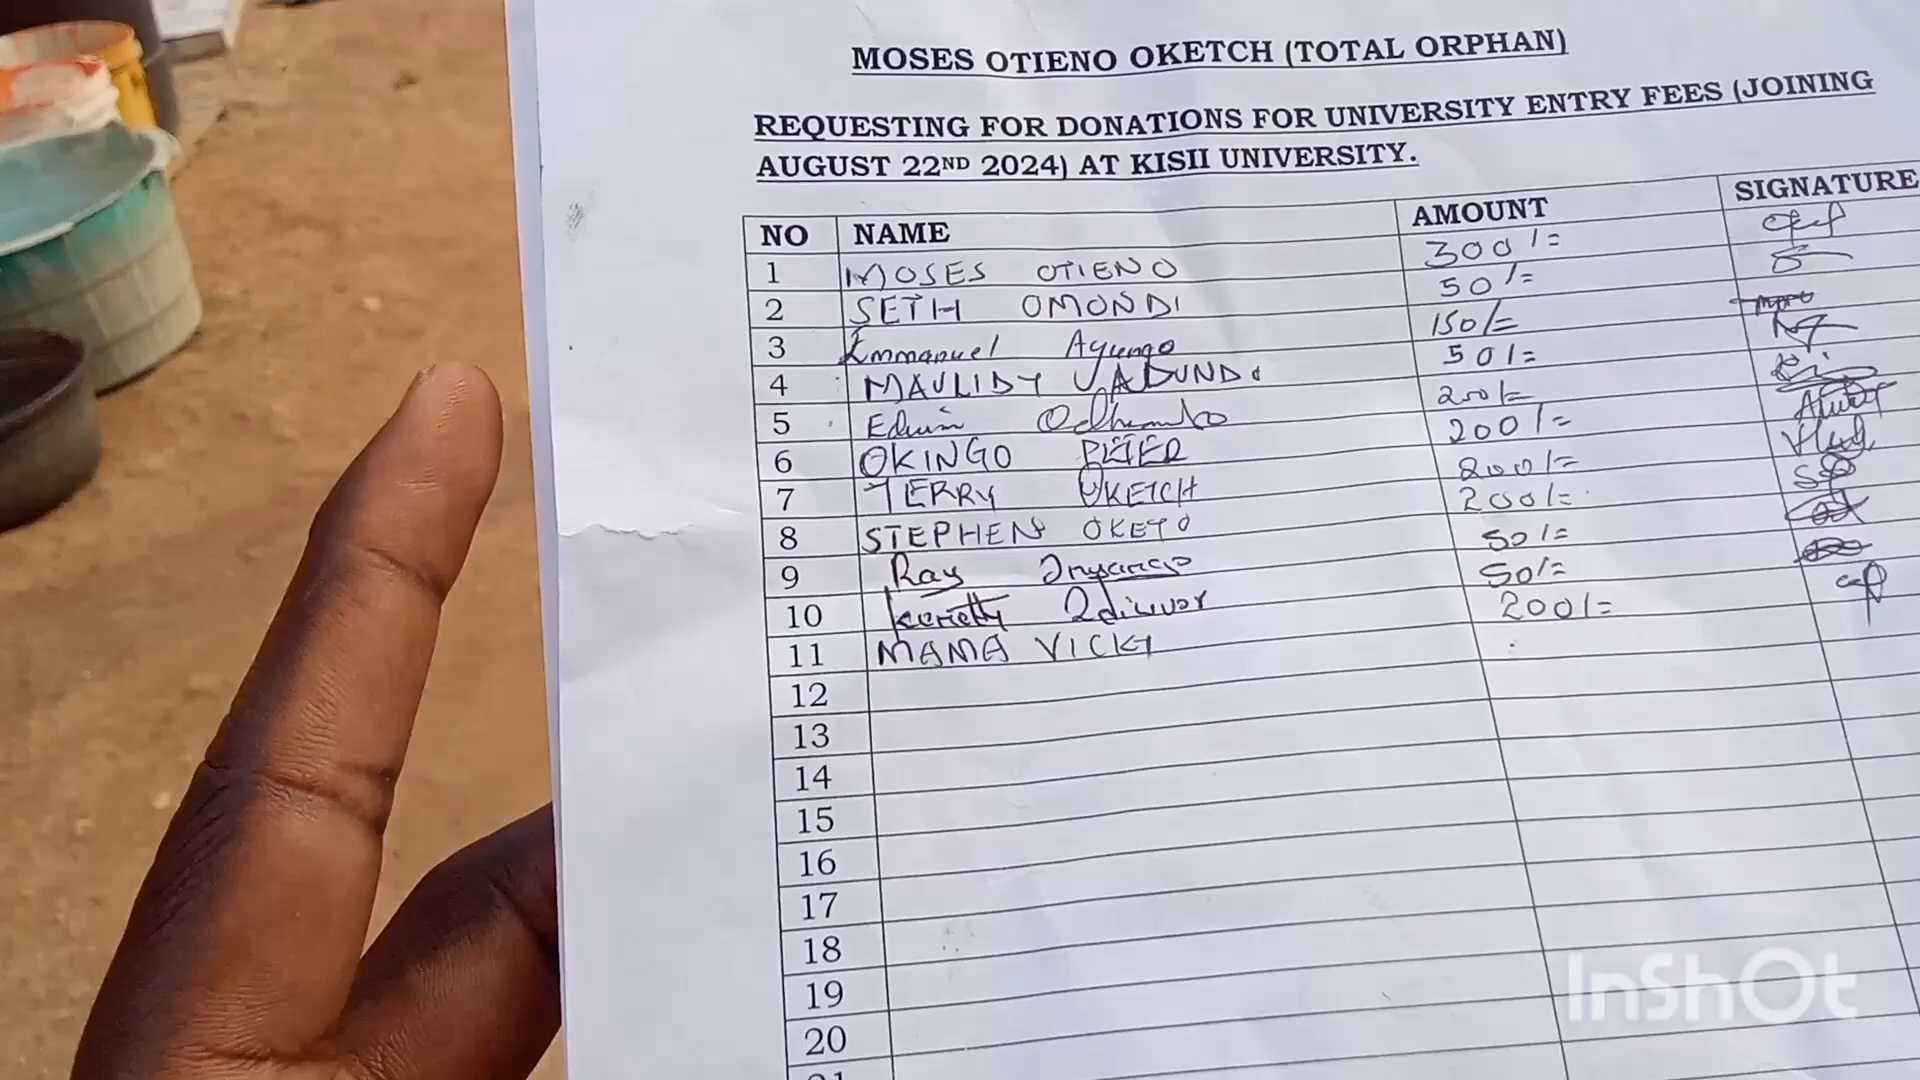 MOSES OTIENO OKETCH (TOTAL ORPHAN)
REQUESTING FOR DONATIONS FOR UNIVERSITY ENTRY FEES (JOINING
AUGUST 22ND 2024) AT KISII UNIVERSITY.
NO NAME AMOUNT SIGNATURE
1 MOSES OTIENO 300/=
2 SETH OMONDI 50/=
3 Emmanuel 150/=
4 MAULIDY 50/=
5 Edwin 200/=
6 OKINGO PETER 200/=
7 TERRY OKETCH 200/=
8 STEPHEN OKEYO 200/=
9 Ray 50/=
10 50/=
11 MAMA VICKY 200/=
12
13
14
15
16
17
18
19
20
21
InShOt